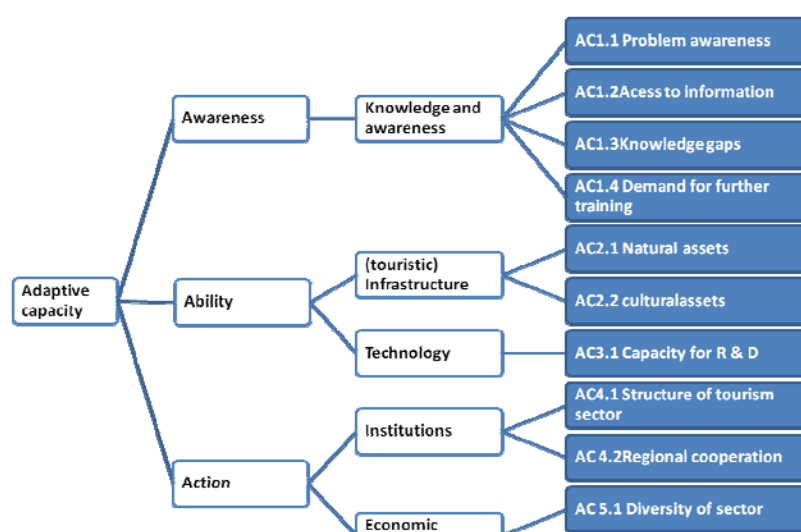 AC1.1 Problem awareness
AC1.2Acess to information
Awareness
Knowledge and
awareness
AC1.3Knowledge gaps
AC1.4 Demand for further
training
(touristic)
Infrastructure
AC2.1 Natural assets
Adaptive
capacity
Ability
AC2.2 culturalassets
Technology
AC3.1 Capacity for R & D
AC4.1 Structure of tourism
sector
Institutions
AC 4.2Regional cooperation
Action
AC 5.1 Diversity of sector
Economic